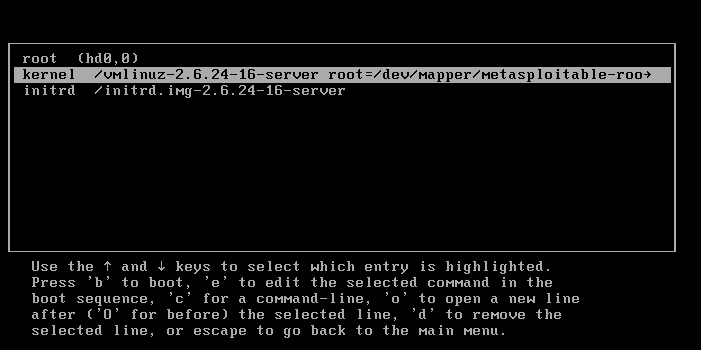 root (hd0,0)
kernel /vmlinuz-2.6.24-16-server root=/dev/mapper/metasploitable-roo→
initrd /initrd.img-2.6.24-16-server
Use the ↑ and ↓ keys to select which entry is highlighted.
Press 'b' to boot, 'e' to edit the selected command in the
boot sequence, 'c' for a command-line, 'o' to open a new line
after ('O' for before) the selected line, 'd' to remove the
selected line, or escape to go back to the main menu.